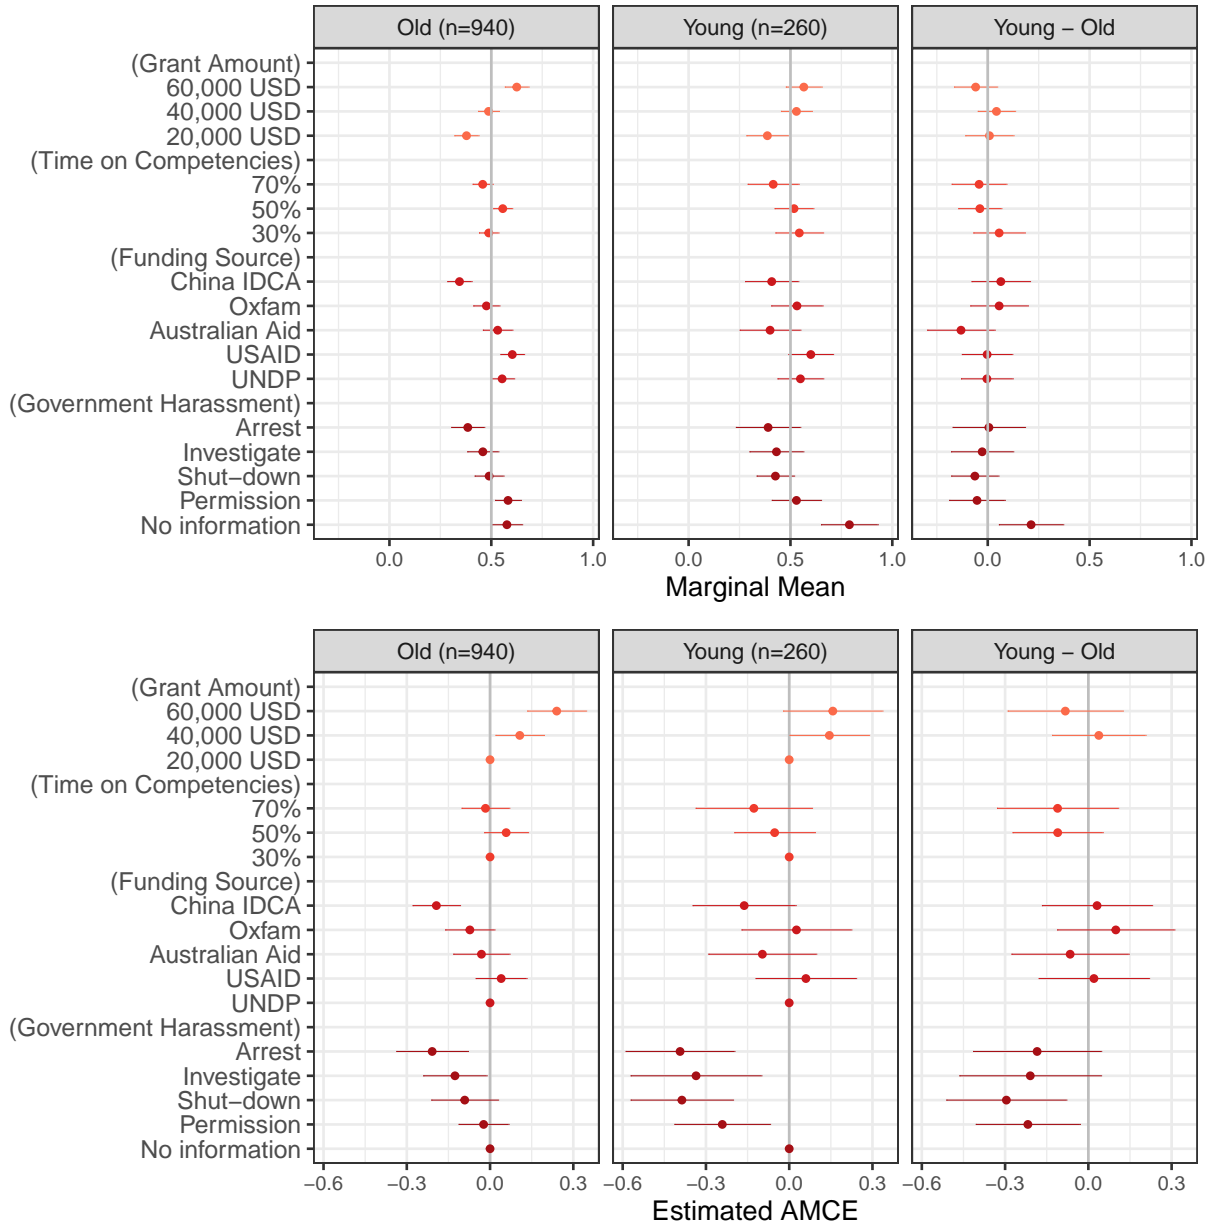 Old (n=940) Young (n=260) Young − Old
(Grant Amount)
60,000 USD
40,000 USD
20,000 USD
(Time on Competencies)
70%
50%
30%
(Funding Source)
China IDCA
Oxfam
Australian Aid
USAID
UNDP
(Government Harassment)
Arrest
Investigate
Shut−down
Permission
No information
0.0 0.5 1.0 0.0 0.5 1.0 0.0 0.5 1.0
Marginal Mean
Old (n=940) Young (n=260) Young − Old
(Grant Amount)
60,000 USD
40,000 USD
20,000 USD
(Time on Competencies)
70%
50%
30%
(Funding Source)
China IDCA
Oxfam
Australian Aid
USAID
UNDP
(Government Harassment)
Arrest
Investigate
Shut−down
Permission
No information
−0.6 −0.3 0.0 0.3 −0.6 −0.3 0.0 0.3 −0.6 −0.3 0.0 0.3
Estimated AMCE